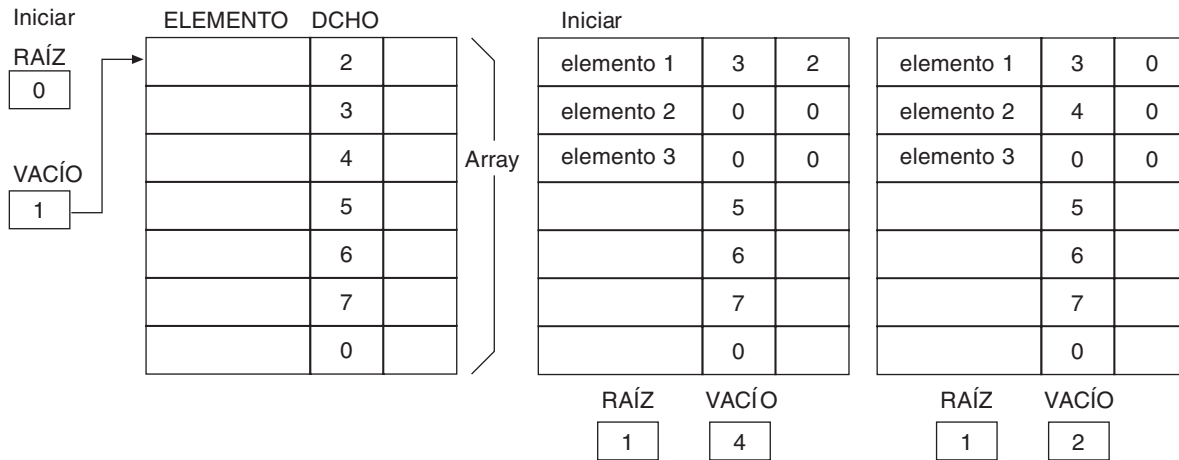 Iniciar
RAÍZ
0
VACÍO
1
ELEMENTO DCHO
2
3
4
5
6
7
0
Array
Iniciar
elemento 1 3 2
elemento 2 0 0
elemento 3 0 0
5
6
7
0
RAÍZ VACÍO
1 4
elemento 1 3 0
elemento 2 4 0
elemento 3 0 0
5
6
7
0
RAÍZ VACÍO
1 2